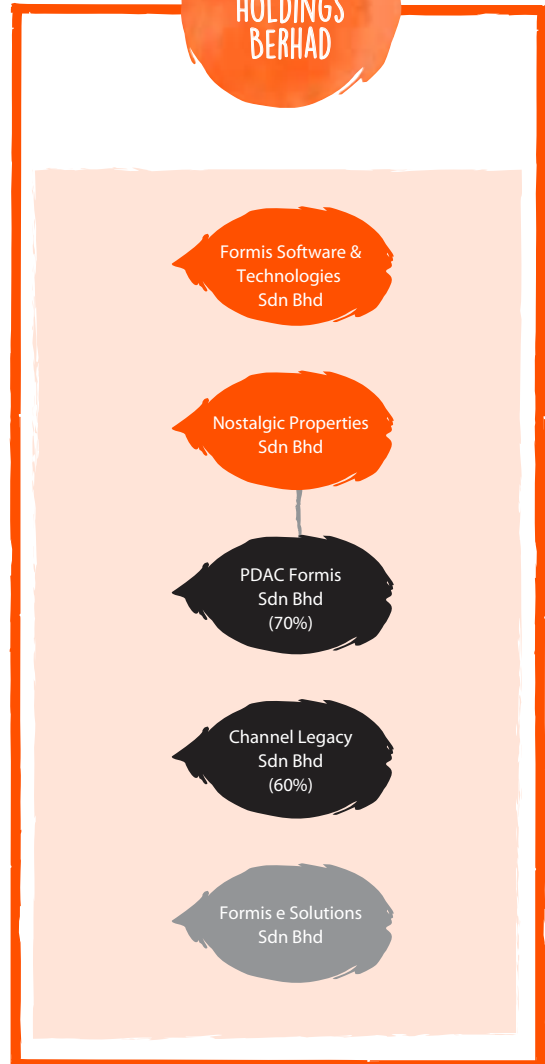 HOLDINGS
BERHAD
Formis Software &
Technologies
Sdn Bhd
Nostalgic Properties
Sdn Bhd
PDAC Formis
Sdn Bhd
(70%)
Channel Legacy
Sdn Bhd
(60%)
Formis e Solutions
Sdn Bhd